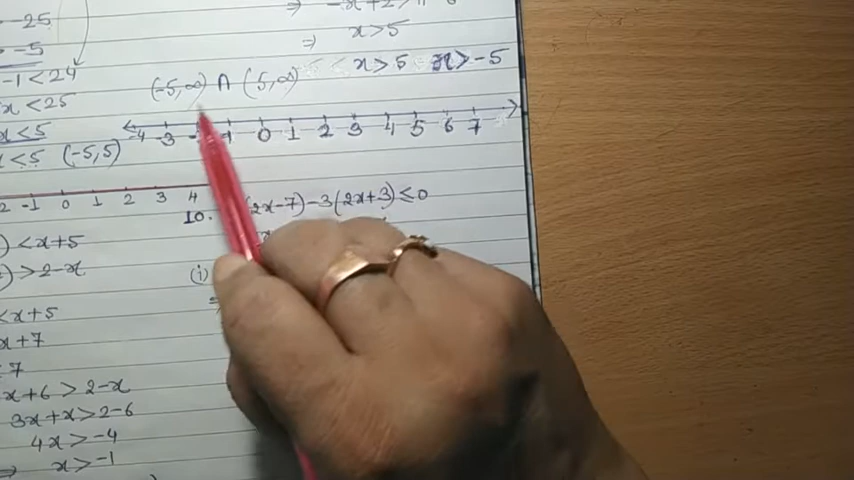 -25
> -5
-1 < 24
x < 25
x < 5
< 5 (-5,5)
2 -1 0 1 2 3 4
) < x+5
) > 2-x
< x+5
x+7
7
x+6 > 2-x
3x+x > 2-6
4x > -4
⇒ x > -1
⇒ -x+2 >
⇒ x > 5
x > 5 x > -5
(-5,∞) ∩ (5,∞)
-4 -3 -1 0 1 2 3 4 5 6 7
10. (2x-7)-3(2x+3) ≤ 0
(i)